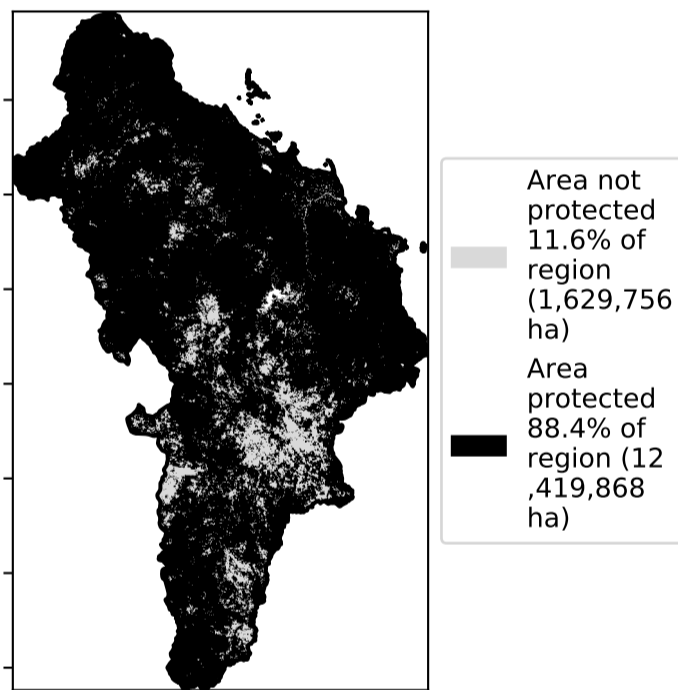 Area not
protected
11.6% of
region
(1,629,756
ha)
Area
protected
88.4% of
region (12
,419,868
ha)